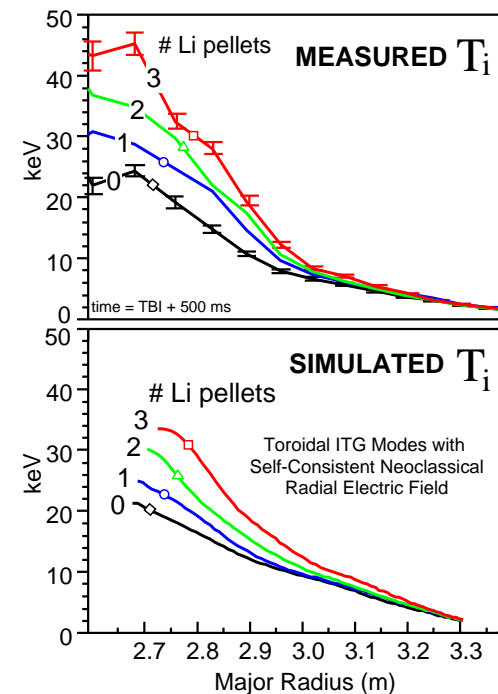 MEASURED Ti
# Li pellets
50
40
30
20
10
0
keV
3
2
1
0
time = TBI + 500 ms
SIMULATED Ti
# Li pellets
50
40
30
20
10
0
keV
3
2
1
0
Toroidal ITG Modes with
Self-Consistent Neoclassical
Radial Electric Field
2.7 2.8 2.9 3.0 3.1 3.2 3.3
Major Radius (m)